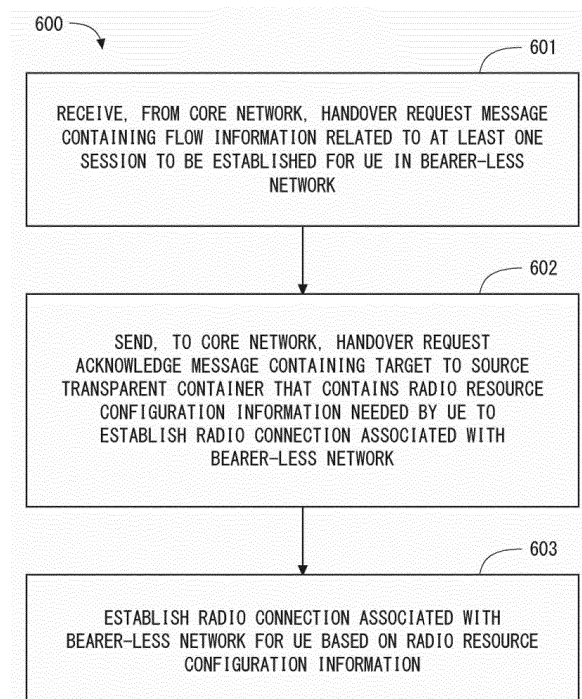 600
601
RECEIVE, FROM CORE NETWORK, HANDOVER REQUEST MESSAGE
CONTAINING FLOW INFORMATION RELATED TO AT LEAST ONE
SESSION TO BE ESTABLISHED FOR UE IN BEARER-LESS
NETWORK
602
SEND, TO CORE NETWORK, HANDOVER REQUEST
ACKNOWLEDGE MESSAGE CONTAINING TARGET TO SOURCE
TRANSPARENT CONTAINER THAT CONTAINS RADIO RESOURCE
CONFIGURATION INFORMATION NEEDED BY UE TO
ESTABLISH RADIO CONNECTION ASSOCIATED WITH
BEARER-LESS NETWORK
603
ESTABLISH RADIO CONNECTION ASSOCIATED WITH
BEARER-LESS NETWORK FOR UE BASED ON RADIO RESOURCE
CONFIGURATION INFORMATION